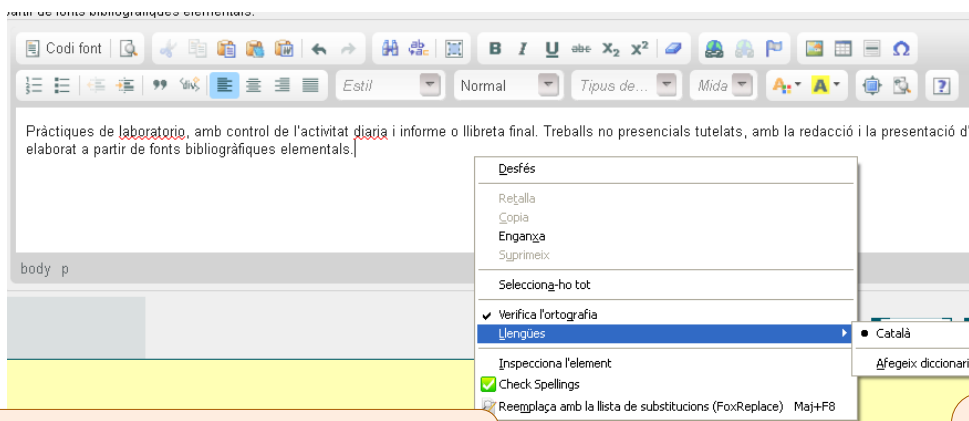 partir de fonts bibliogràfiques elementals.
Codi font
B I U abc X₂ X² Ω
Estil Normal Tipus de... Mida A A ?
Pràctiques de laboratorio, amb control de l'activitat diaria i informe o llibreta final. Treballs no presencials tutelats, amb la redacció i la presentació d'
elaborat a partir de fonts bibliogràfiques elementals.
Desfés
Retalla
Copia
Enganxa
Suprimeix
body p
Selecciona-ho tot
Verifica l'ortografia
Llengües
Català
Inspecciona l'element
Afegeix diccionari
Check Spellings
Reemplaça amb la llista de substitucions (FoxReplace) Maj+F8